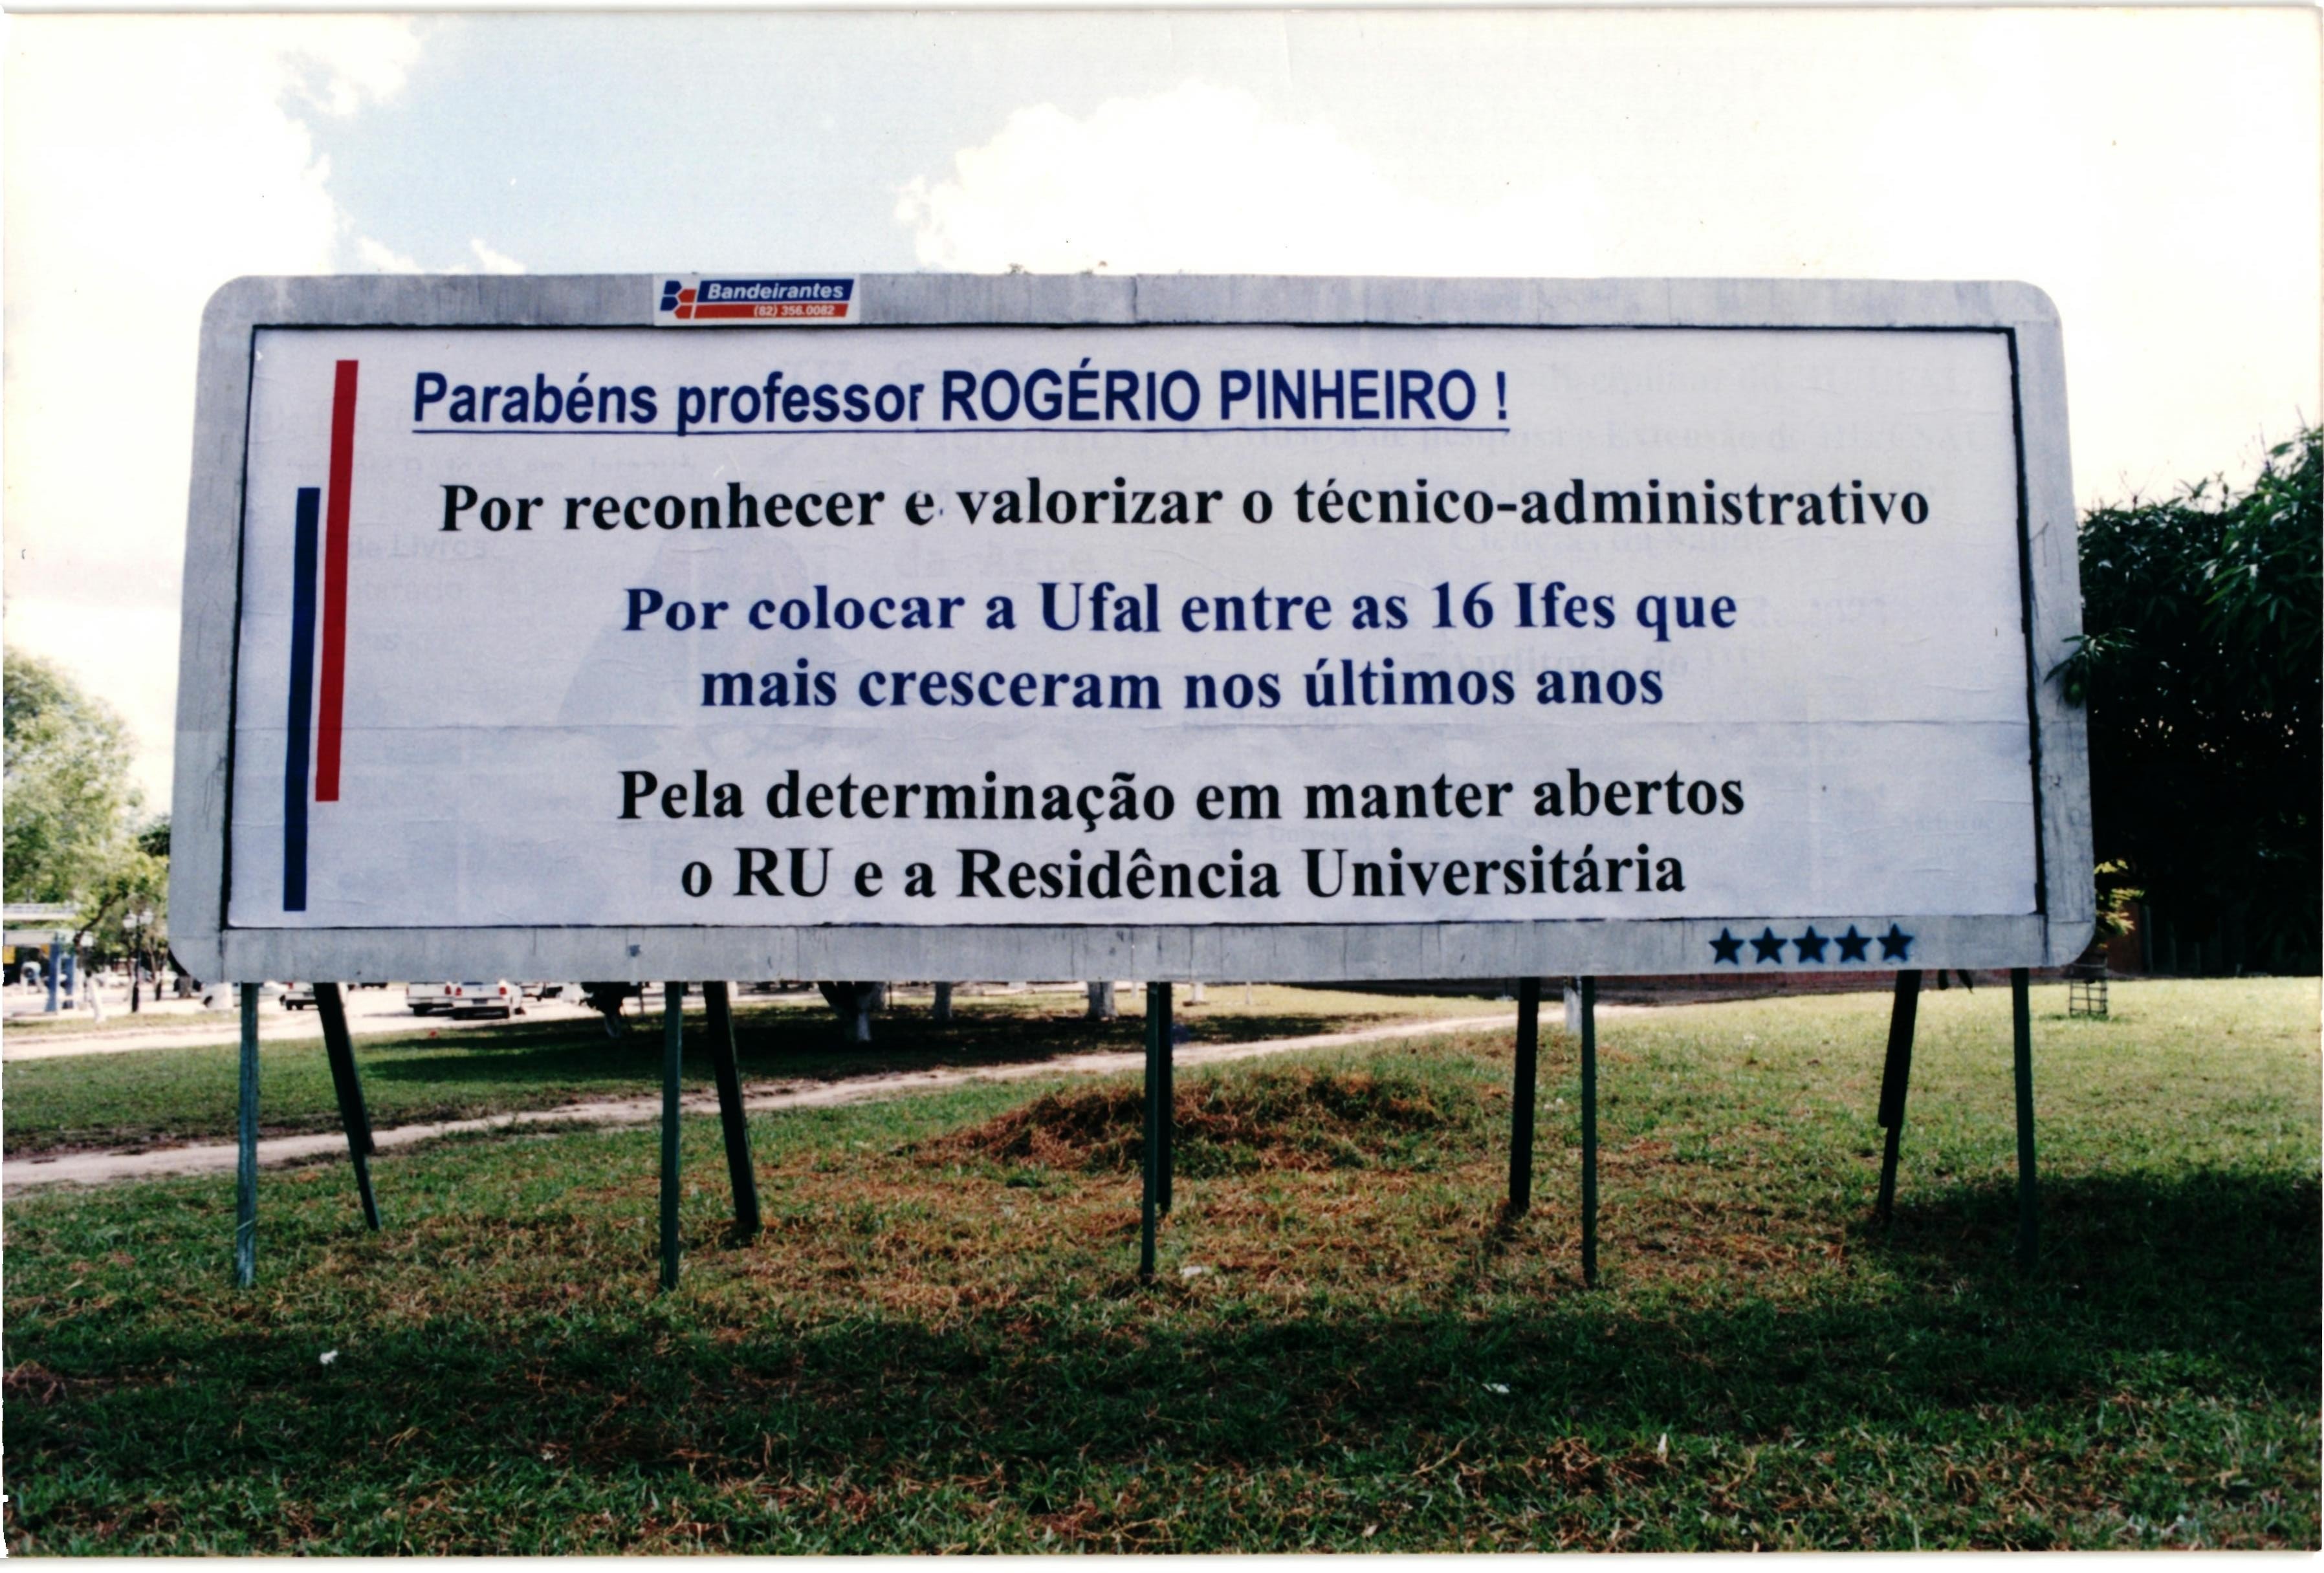 Bandeirantes
(82) 356.0082
Parabéns professor ROGÉRIO PINHEIRO !
Por reconhecer e valorizar o técnico-administrativo
Por colocar a Ufal entre as 16 Ifes que
mais cresceram nos últimos anos
Pela determinação em manter abertos
o RU e a Residência Universitária